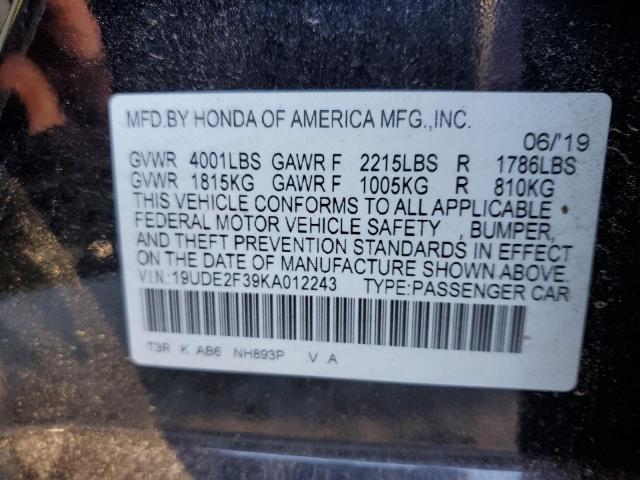 MFD.BY HONDA OF AMERICA MFG.,INC.
06/'19
GVWR 4001LBS GAWR F 2215LBS R 1786LBS
GVWR 1815KG GAWR F 1005KG R 810KG
THIS VEHICLE CONFORMS TO ALL APPLICABLE
FEDERAL MOTOR VEHICLE SAFETY , BUMPER,
AND THEFT PREVENTION STANDARDS IN EFFECT
ON THE DATE OF MANUFACTURE SHOWN ABOVE.
V.I.N.:19UDE2F39KA012243 TYPE:PASSENGER CAR
T3R K AB6 NH893P V .A